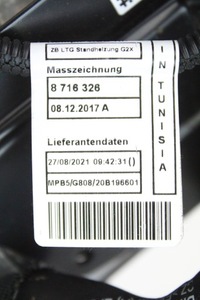 ZB LTG Standheizung G2X
Masszeichnung
8 716 326
08.12.2017 A
Lieferantendaten
27/08/2021 09:42:31 ()
MPB5/G808/20B196601
IN TUNISIA